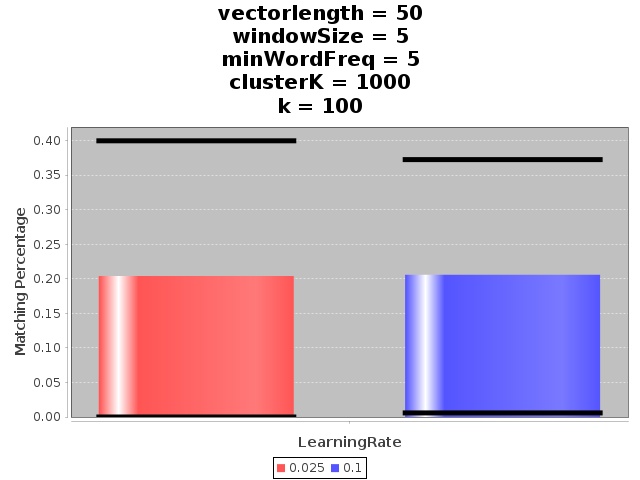 vectorlength = 50
windowSize = 5
minWordFreq = 5
clusterK = 1000
k = 100
0.40
0.35
0.30
0.25
0.20
0.15
0.10
0.05
0.00
Matching Percentage
LearningRate
0.025 0.1